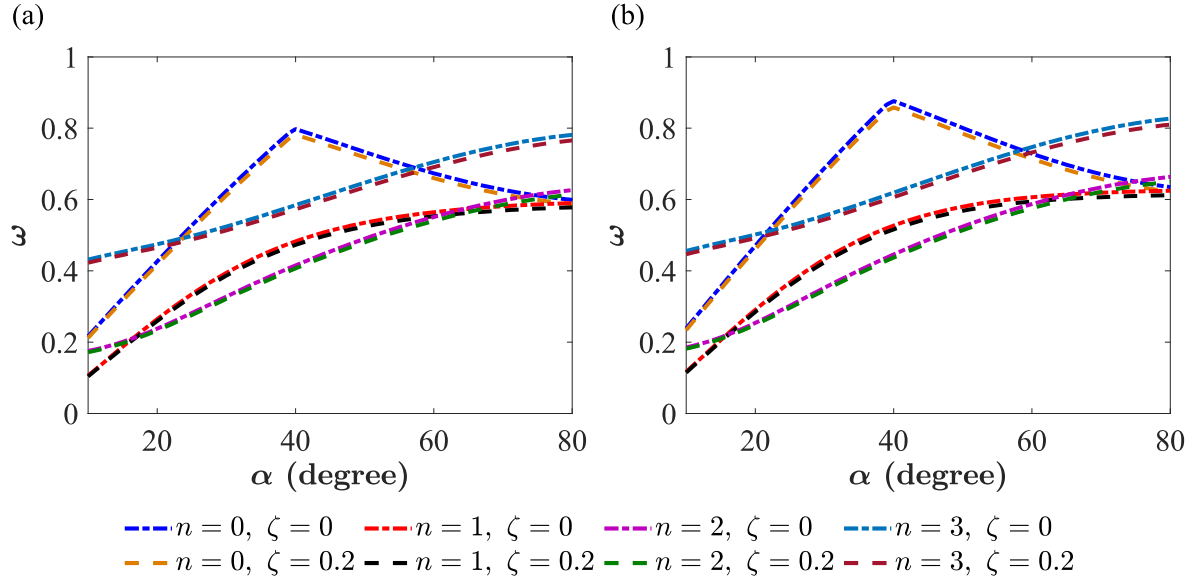 (a)
1
0.8
0.6
0.4
0.2
0
ω
20 40 60 80
α (degree)
(b)
1
0.8
0.6
0.4
0.2
0
ω
20 40 60 80
α (degree)
n = 0, ζ = 0 n = 1, ζ = 0 n = 2, ζ = 0 n = 3, ζ = 0
n = 0, ζ = 0.2 n = 1, ζ = 0.2 n = 2, ζ = 0.2 n = 3, ζ = 0.2